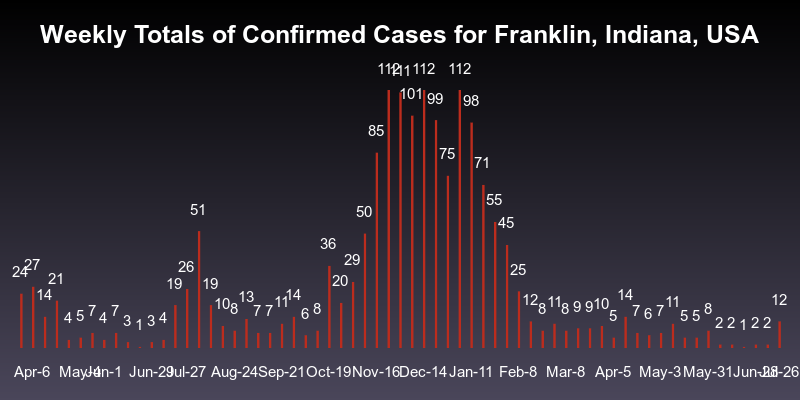 Weekly Totals of Confirmed Cases for Franklin, Indiana, USA
24 27 14 21 4 5 7 4 7 3 1 3 4 19 26 51 19 10 8 13 7 7 11 14 6 8 36 20 29 50 85 112 111 101 112 99 75 112 98 71 55 45 25 12 8 11 8 9 9 10 5 14 7 6 7 11 5 5 8 2 2 1 2 2 12
Apr-6 May-4 Jun-1 Jun-29 Jul-27 Aug-24 Sep-21 Oct-19 Nov-16 Dec-14 Jan-11 Feb-8 Mar-8 Apr-5 May-3 May-31 Jun-28 Jul-26